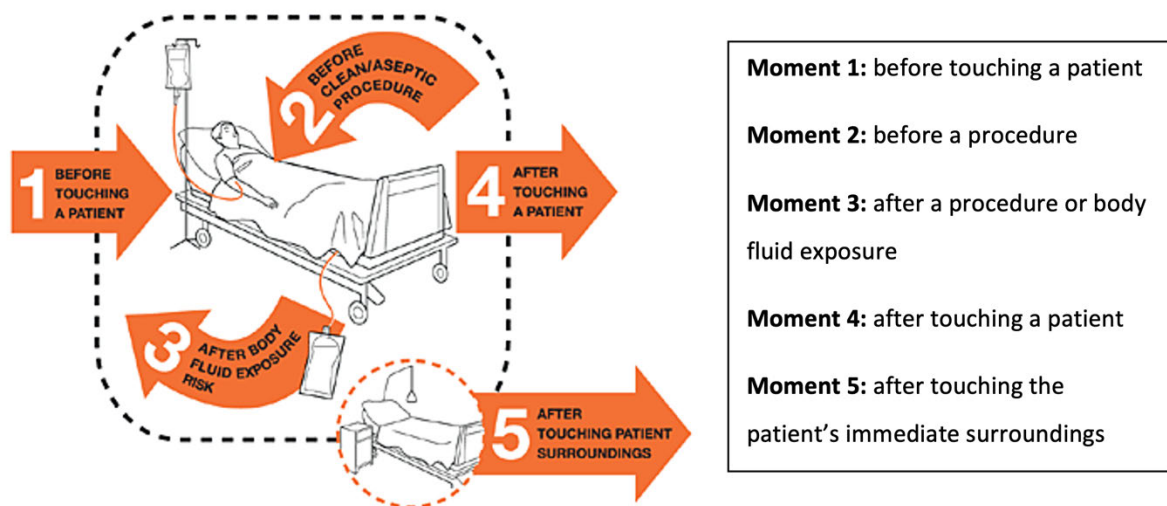 1
BEFORE
TOUCHING
A PATIENT
2
BEFORE
CLEAN/ASEPTIC
PROCEDURE
3
AFTER BODY
FLUID EXPOSURE
RISK
4
AFTER
TOUCHING
A PATIENT
5
AFTER
TOUCHING PATIENT
SURROUNDINGS
Moment 1: before touching a patient
Moment 2: before a procedure
Moment 3: after a procedure or body
fluid exposure
Moment 4: after touching a patient
Moment 5: after touching the
patient’s immediate surroundings